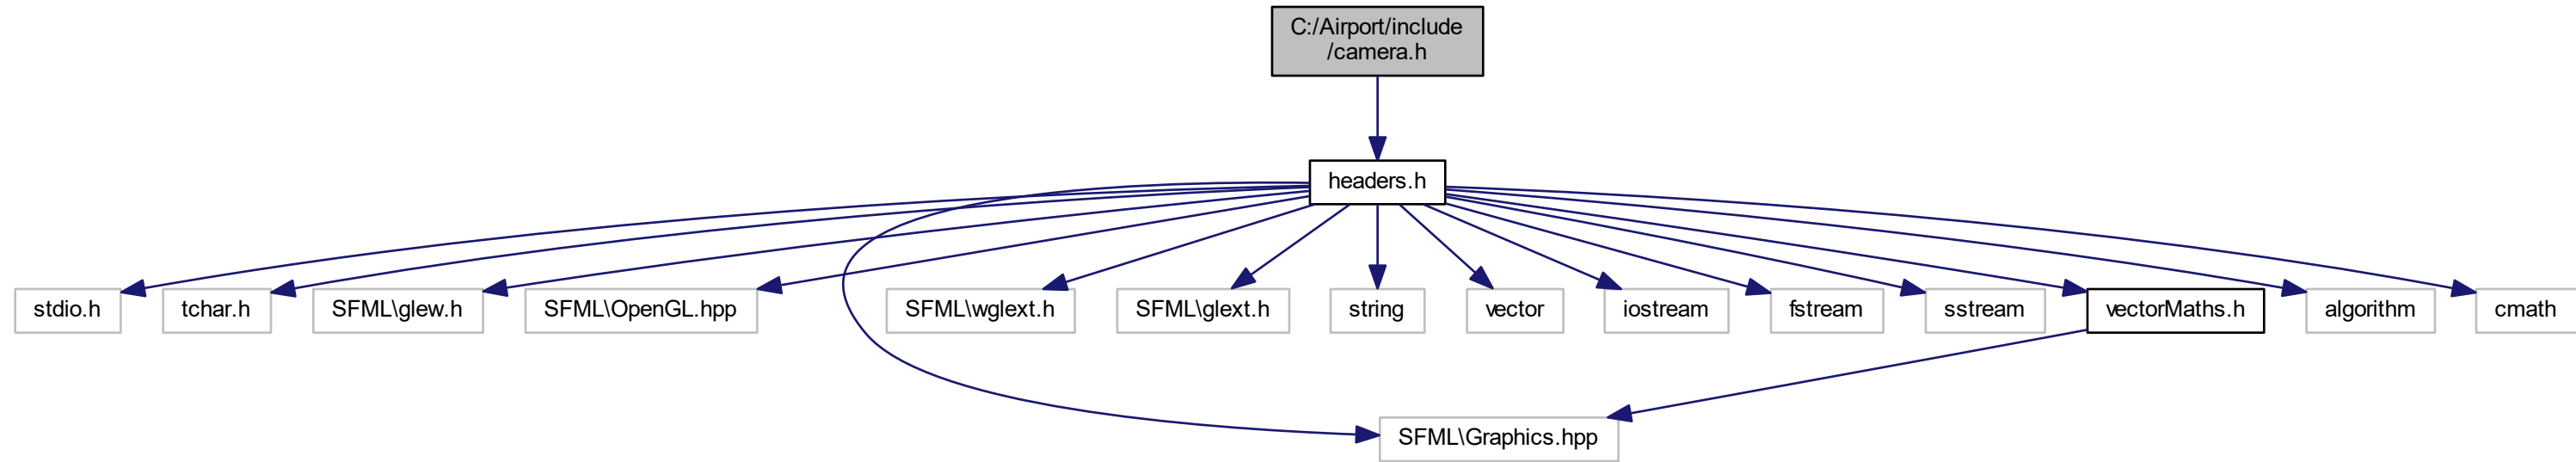 C:/Airport/include
/camera.h
headers.h
stdio.h
tchar.h
SFML\glew.h
SFML\OpenGL.hpp
SFML\wglext.h
SFML\glext.h
string
vector
iostream
fstream
sstream
vectorMaths.h
algorithm
cmath
SFML\Graphics.hpp